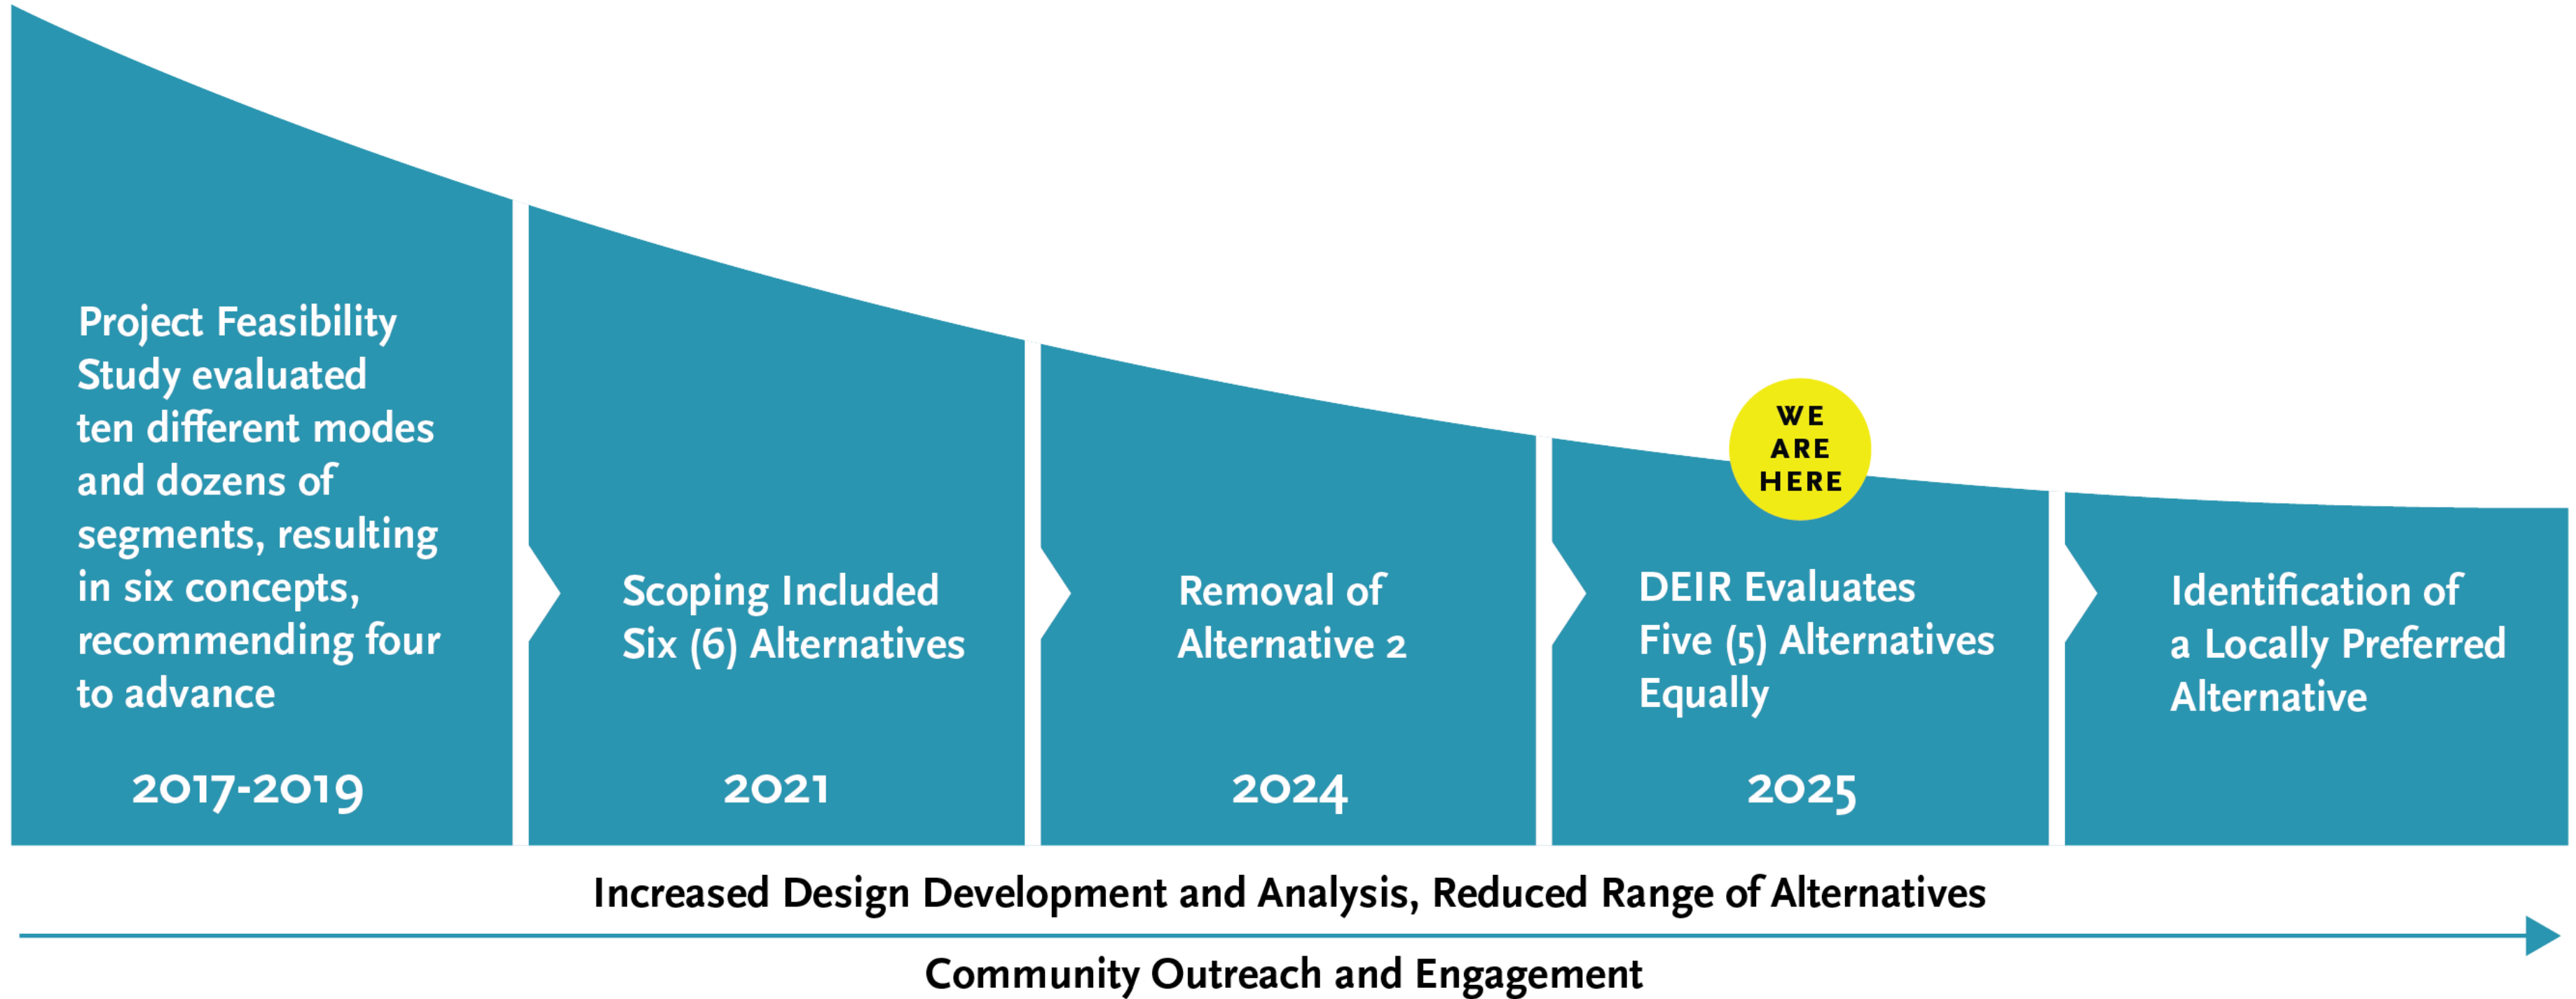 Project Feasibility
Study evaluated
ten different modes
and dozens of
segments, resulting
in six concepts,
recommending four
to advance
2017-2019
Scoping Included
Six (6) Alternatives
2021
Removal of
Alternative 2
2024
WE
ARE
HERE
DEIR Evaluates
Five (5) Alternatives
Equally
2025
Identification of
a Locally Preferred
Alternative
Increased Design Development and Analysis, Reduced Range of Alternatives
Community Outreach and Engagement